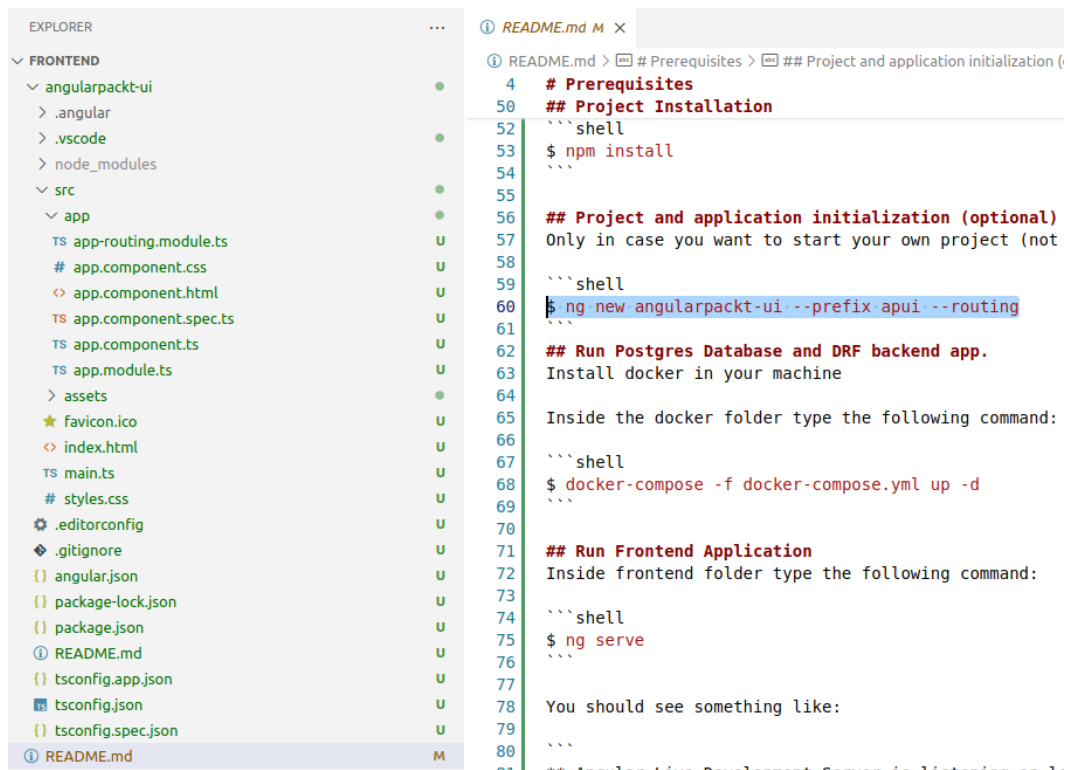 EXPLORER ...
FRONTEND
angularpackt-ui
.angular
.vscode
node_modules
src
app
TS app-routing.module.ts U
# app.component.css U
<> app.component.html U
TS app.component.spec.ts U
TS app.component.ts U
TS app.module.ts U
assets
favicon.ico U
<> index.html U
TS main.ts U
# styles.css U
.editorconfig U
.gitignore U
{} angular.json U
{} package-lock.json U
{} package.json U
README.md U
{} tsconfig.app.json U
TS tsconfig.json U
{} tsconfig.spec.json U
README.md M
README.md M ×
README.md > # Prerequisites > ## Project and application initialization (
4 # Prerequisites
50 ## Project Installation
52 ```shell
53 $ npm install
54 ```
55
56 ## Project and application initialization (optional)
57 Only in case you want to start your own project (not
58
59 ```shell
60 $ ng new angularpackt-ui --prefix apui --routing
61 ```
62 ## Run Postgres Database and DRF backend app.
63 Install docker in your machine
64
65 Inside the docker folder type the following command:
66
67 ```shell
68 $ docker-compose -f docker-compose.yml up -d
69 ```
70
71 ## Run Frontend Application
72 Inside frontend folder type the following command:
73
74 ```shell
75 $ ng serve
76 ```
77
78 You should see something like:
79
80 ```